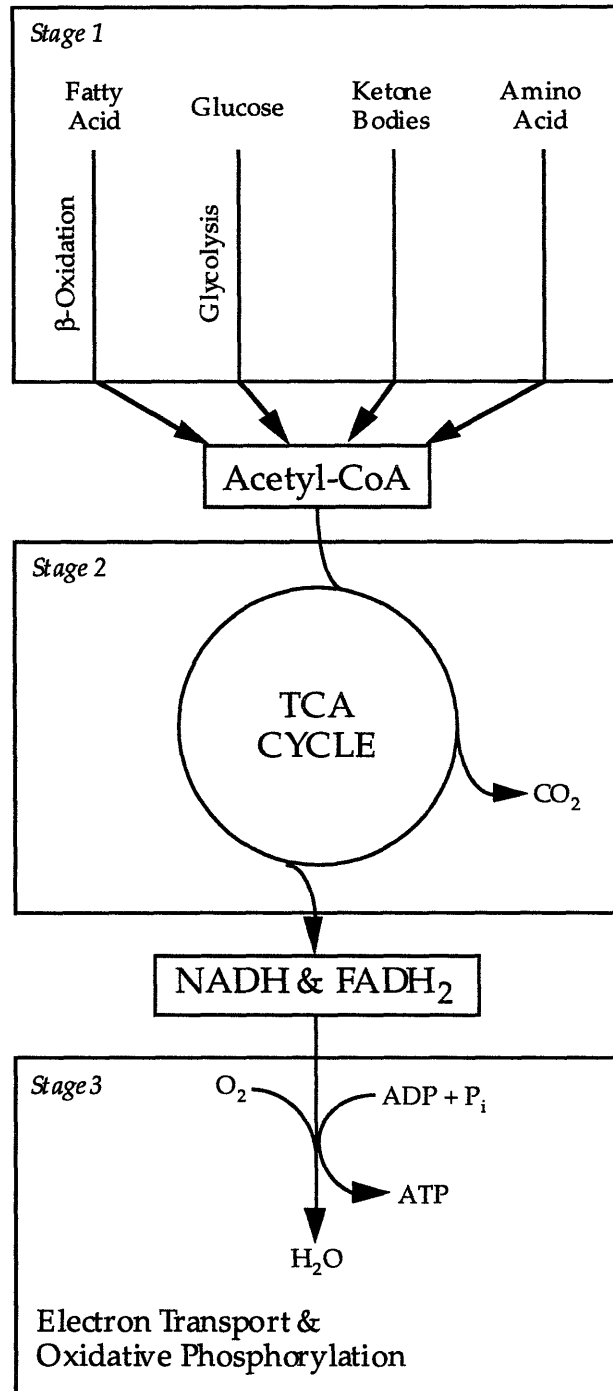 Stage 1
Fatty
Acid
Glucose
Ketone
Bodies
Amino
Acid
β-Oxidation
Glycolysis
Acetyl-CoA
Stage 2
TCA
CYCLE
CO₂
NADH & FADH₂
Stage 3
O₂
ADP + Pᵢ
ATP
H₂O
Electron Transport &
Oxidative Phosphorylation